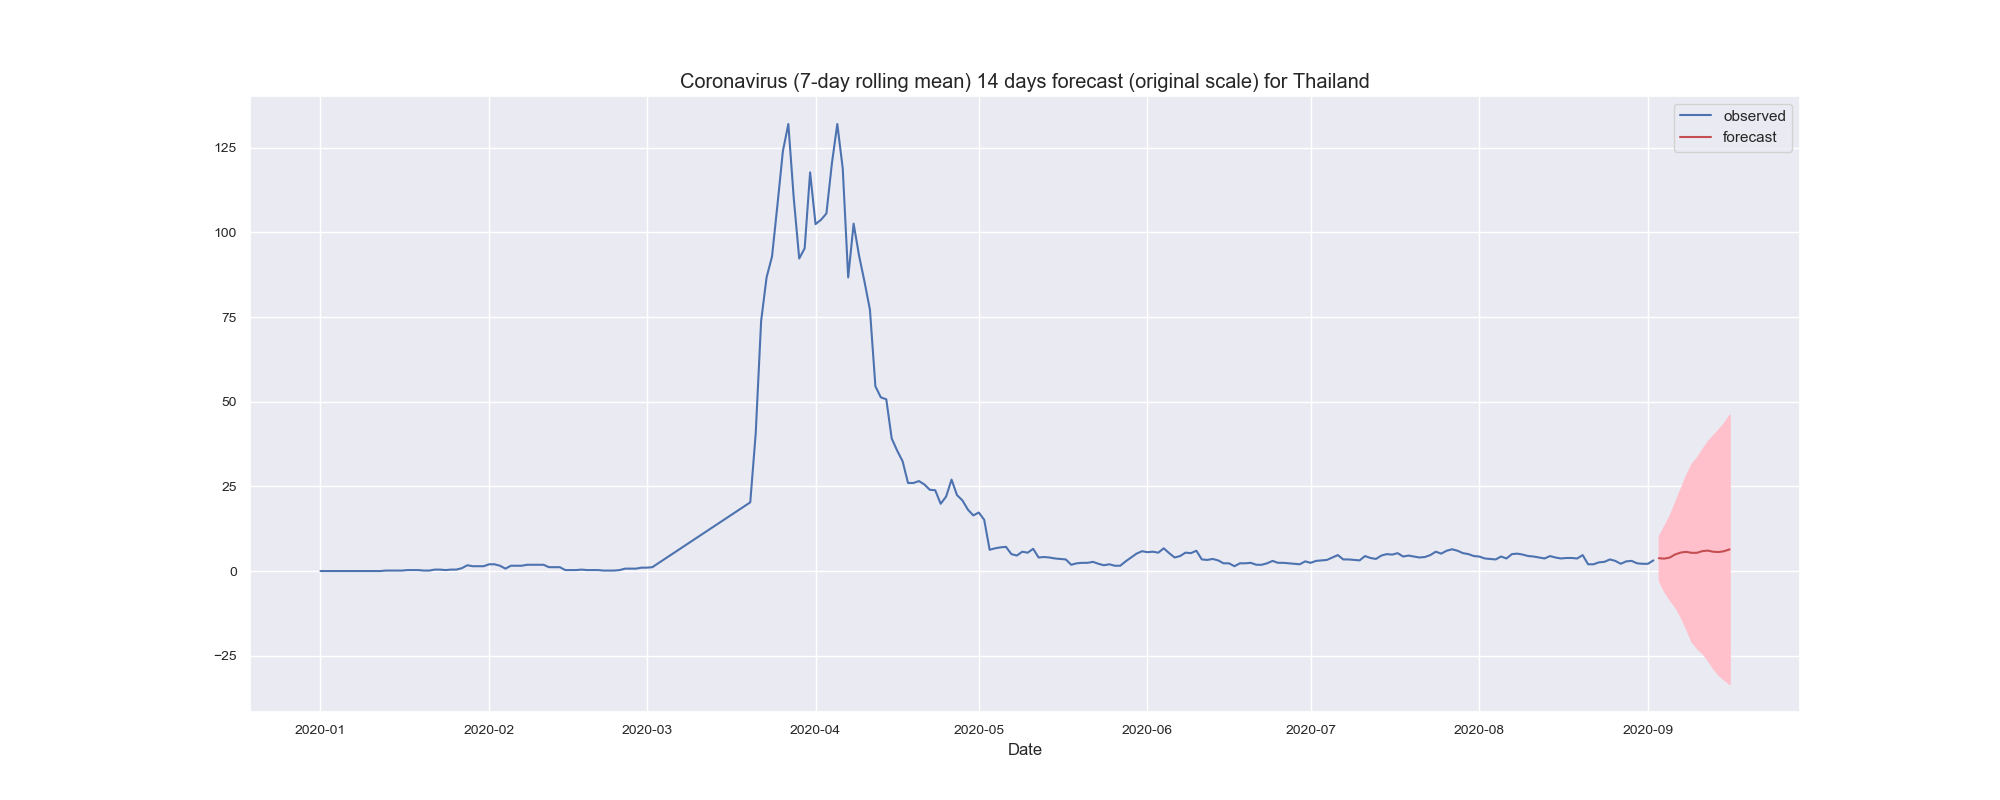 Coronavirus (7-day rolling mean) 14 days forecast (original scale) for Thailand
observed
forecast
125
100
75
50
25
0
−25
2020-01 2020-02 2020-03 2020-04 2020-05 2020-06 2020-07 2020-08 2020-09
Date